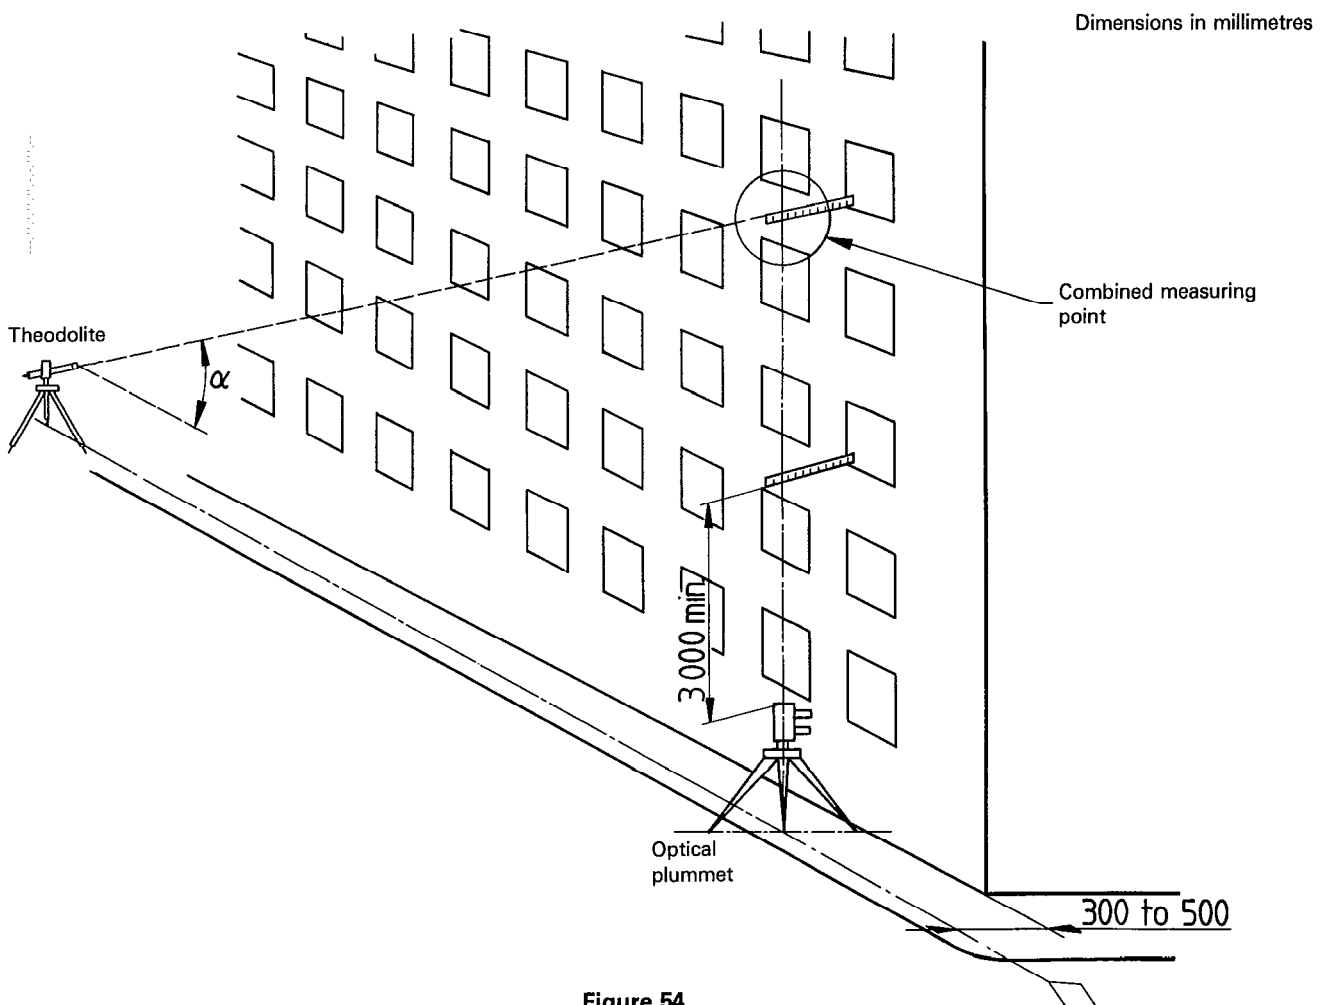 Dimensions in millimetres
Combined measuring
point
Theodolite
α
3 000 min
Optical
plummet
300 to 500
Figure 54